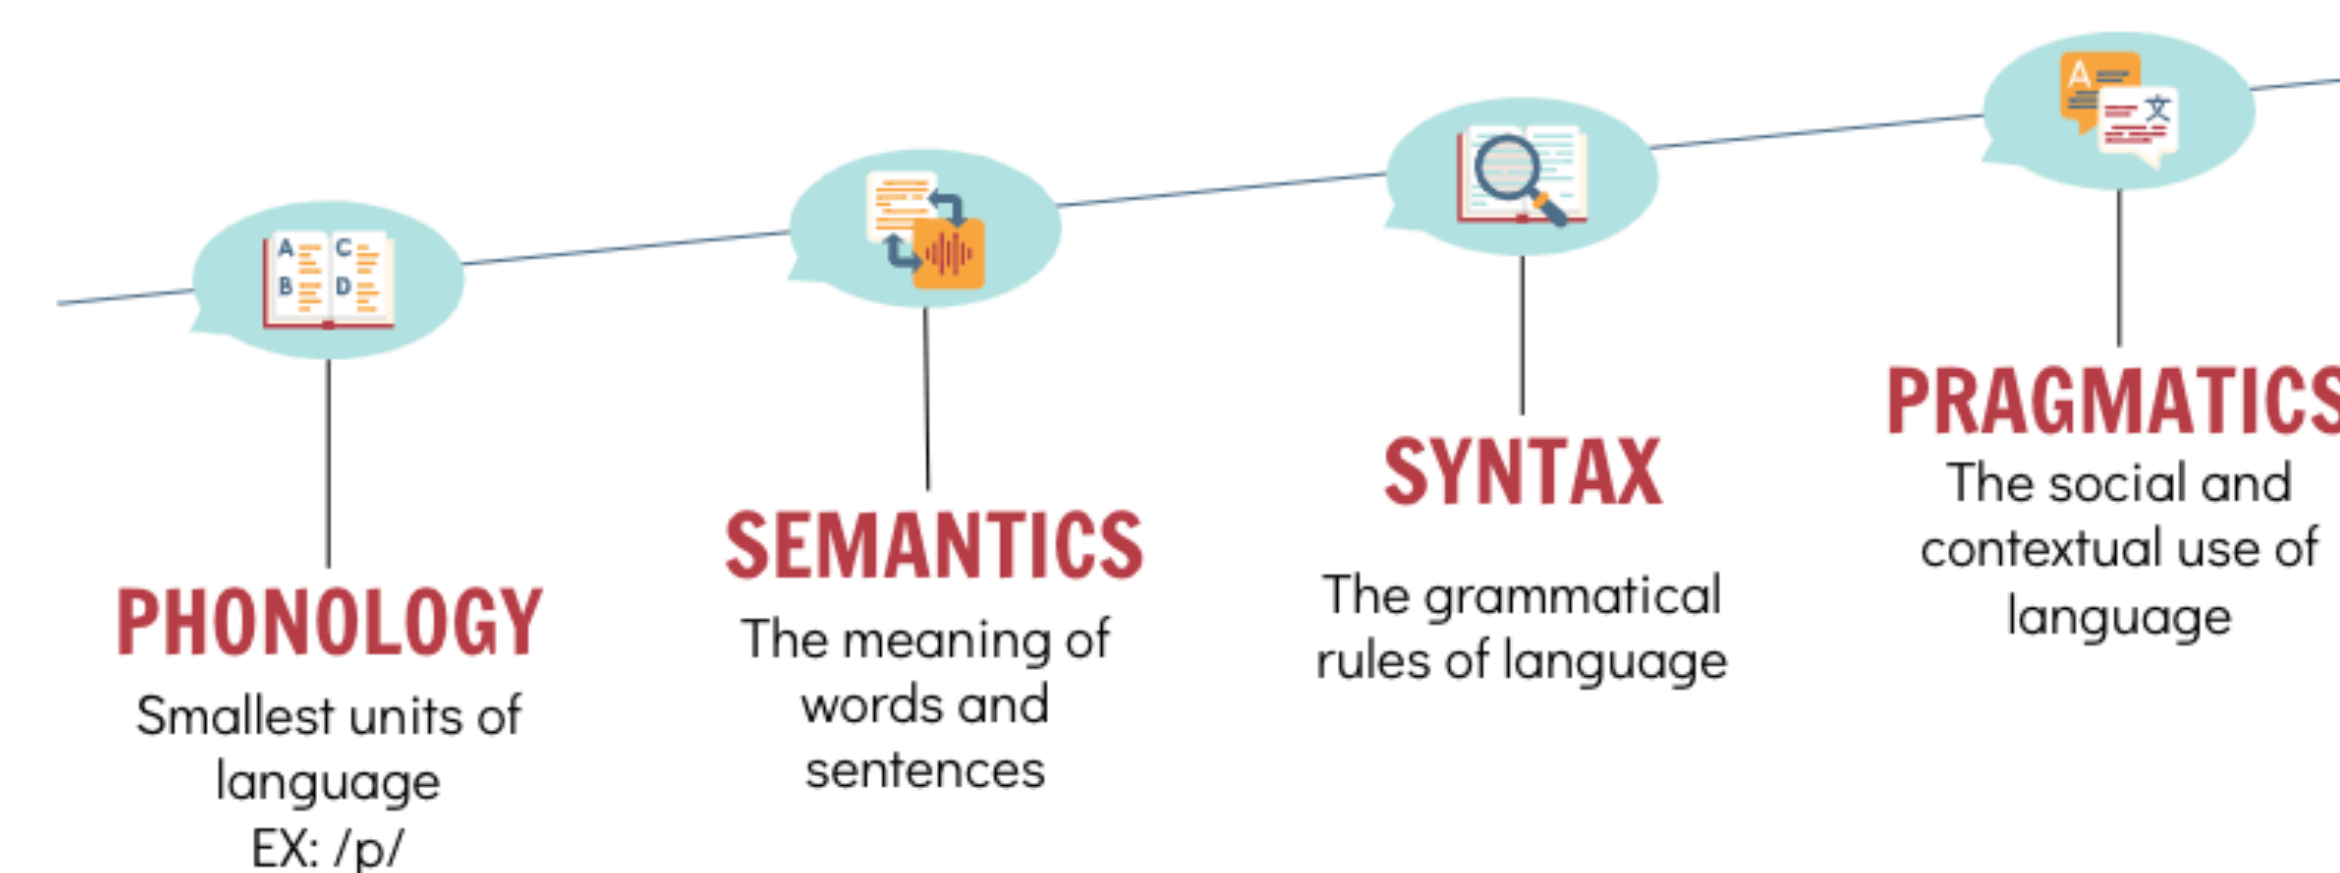 PHONOLOGY
Smallest units of
language
EX: /p/
SEMANTICS
The meaning of
words and
sentences
SYNTAX
The grammatical
rules of language
PRAGMATICS
The social and
contextual use of
language
A
B
C
D
A
文